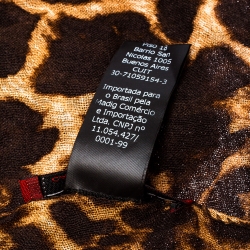 Piso 18
Barrio San
Nicolas 1005
Buenos Aires
CUIT
30-71059154-3
Importada para
o Brasil pela
Madig Comércio
e Importação
Ltda, CNPJ nº
11.054.427/
0001-99